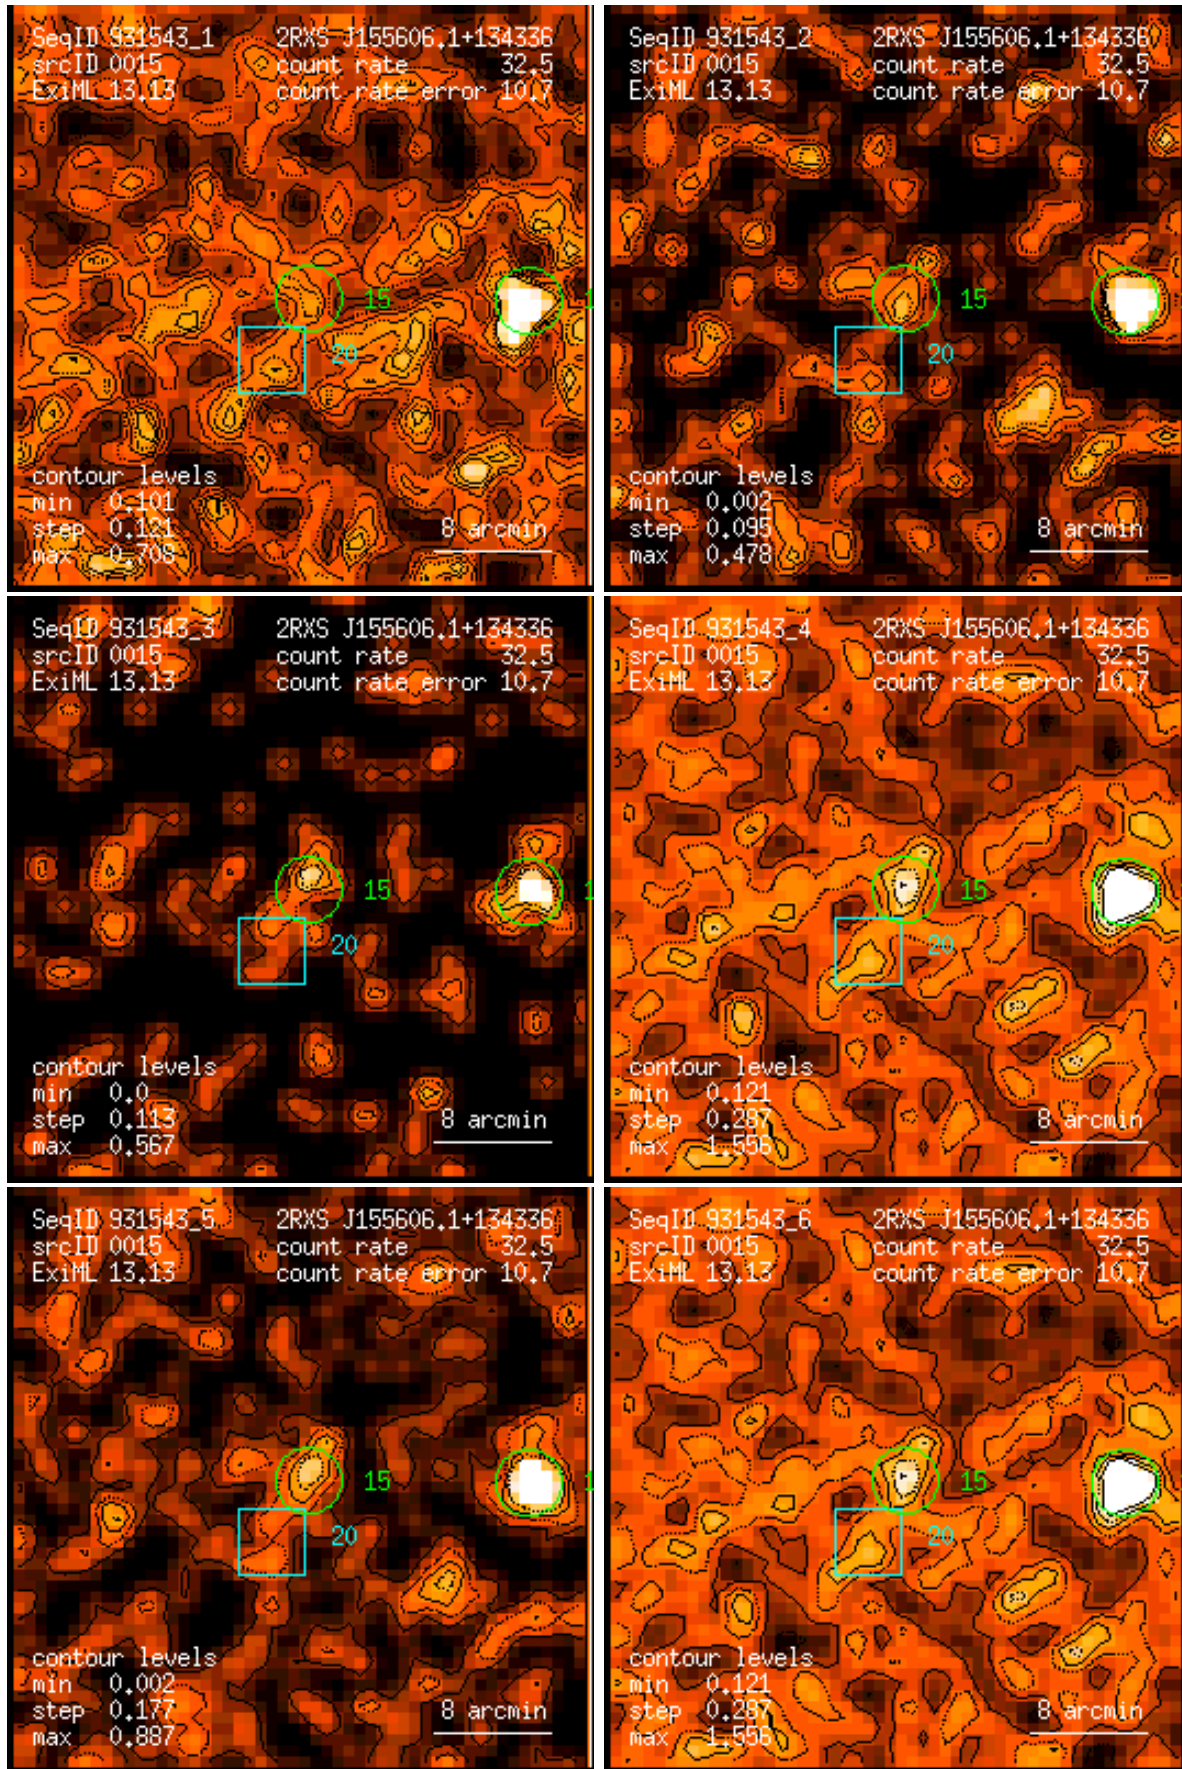 SeqID 931543_1 2RXS J155606.1+134336
srcID 0015 count rate 32.5
ExiML 13.13 count rate error 10.7
15
20
contour levels
min 0.101
step 0.121
max 0.708
8 arcmin
SeqID 931543_2 2RXS J155606.1+134336
srcID 0015 count rate 32.5
ExiML 13.13 count rate error 10.7
15
20
contour levels
min 0.002
step 0.095
max 0.478
8 arcmin
SeqID 931543_3 2RXS J155606.1+134336
srcID 0015 count rate 32.5
ExiML 13.13 count rate error 10.7
15
20
contour levels
min 0.0
step 0.113
max 0.567
8 arcmin
SeqID 931543_4 2RXS J155606.1+134336
srcID 0015 count rate 32.5
ExiML 13.13 count rate error 10.7
15
20
contour levels
min 0.121
step 0.287
max 1.556
8 arcmin
SeqID 931543_5 2RXS J155606.1+134336
srcID 0015 count rate 32.5
ExiML 13.13 count rate error 10.7
15
20
contour levels
min 0.002
step 0.177
max 0.887
8 arcmin
SeqID 931543_6 2RXS J155606.1+134336
srcID 0015 count rate 32.5
ExiML 13.13 count rate error 10.7
15
20
contour levels
min 0.121
step 0.287
max 1.556
8 arcmin